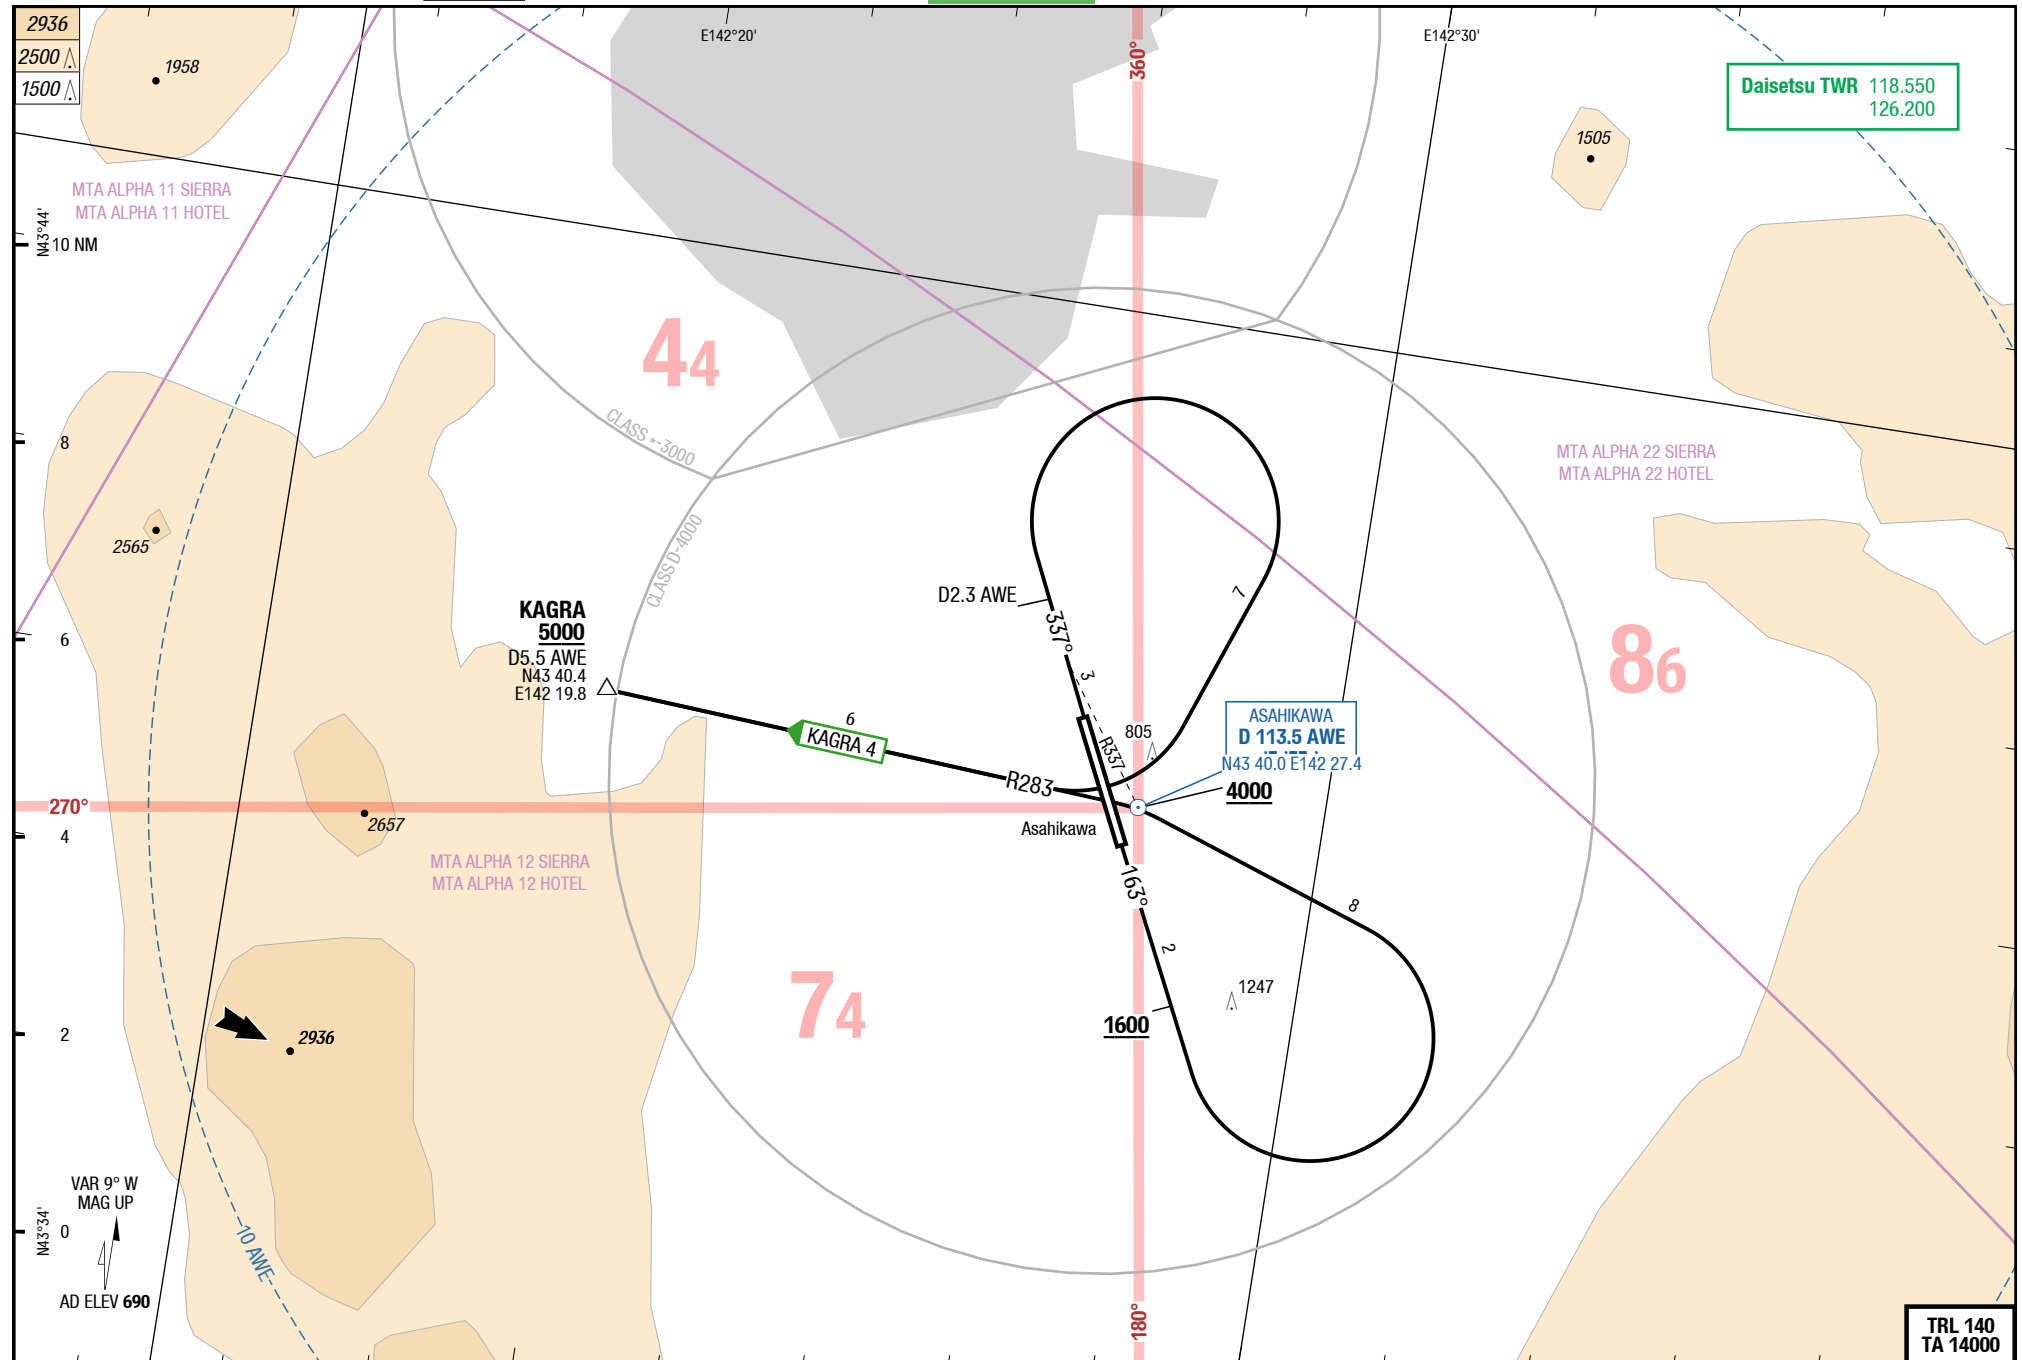 2936
2500
1500
1958
E142°20'
360°
E142°30'
Daisetsu TWR 118.550
126.200
1505
MTA ALPHA 11 SIERRA
MTA ALPHA 11 HOTEL
N43°44'
10 NM
44
CLASS *-3000
8
MTA ALPHA 22 SIERRA
MTA ALPHA 22 HOTEL
2565
CLASS D-4000
D2.3 AWE
7
KAGRA
5000
D5.5 AWE
N43 40.4
E142 19.8
6
337°
3
86
6
KAGRA 4
R337
805
ASAHIKAWA
D 113.5 AWE
N43 40.0 E142 27.4
4000
R283
270°
4
2657
Asahikawa
MTA ALPHA 12 SIERRA
MTA ALPHA 12 HOTEL
163°
8
2
74
1247
1600
2
2936
VAR 9° W
MAG UP
N43°34'
0
10 AWE
AD ELEV 690
180°
TRL 140
TA 14000